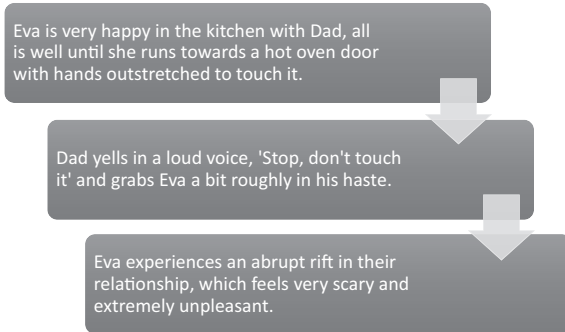 Eva is very happy in the kitchen with Dad, all
is well until she runs towards a hot oven door
with hands outstretched to touch it.
Dad yells in a loud voice, 'Stop, don't touch
it' and grabs Eva a bit roughly in his haste.
Eva experiences an abrupt rift in their
relationship, which feels very scary and
extremely unpleasant.